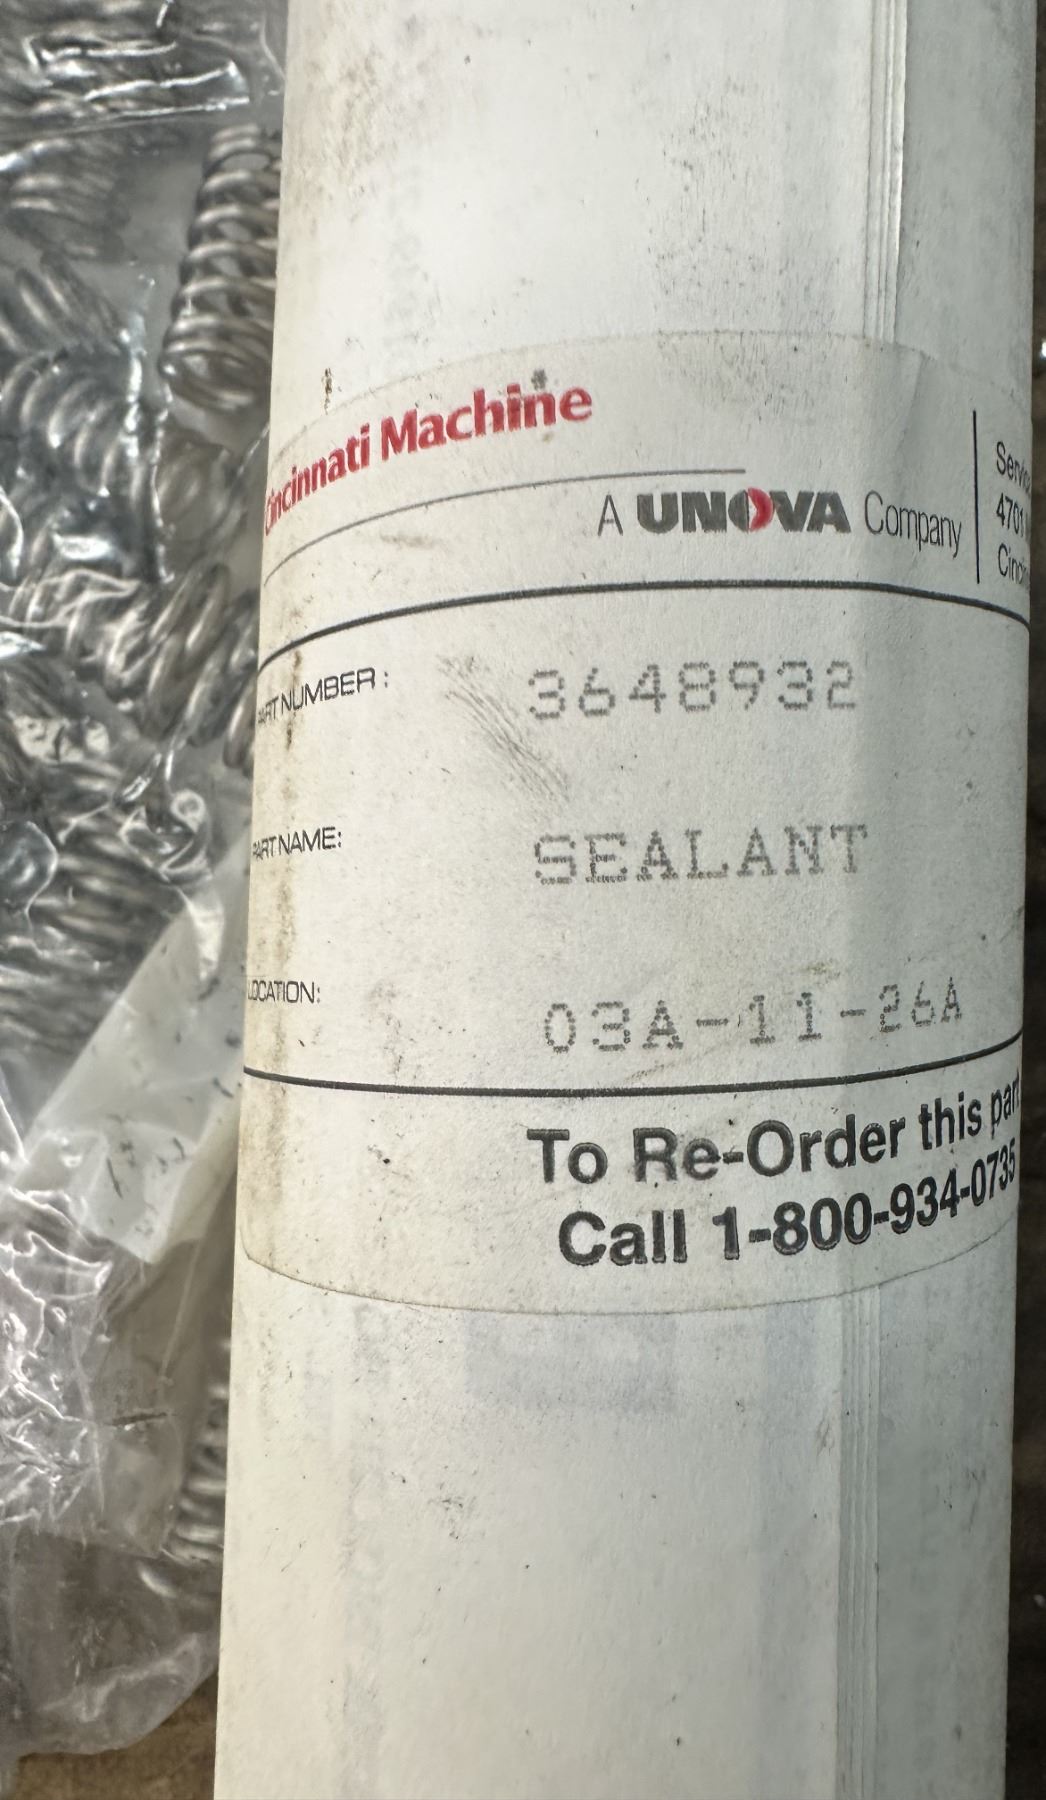 Cincinnati Machine
A UNOVA Company
4701
PART NUMBER: 3648932
PART NAME: SEALANT
LOCATION: 03A-11-26A
To Re-Order this part
Call 1-800-934-0735